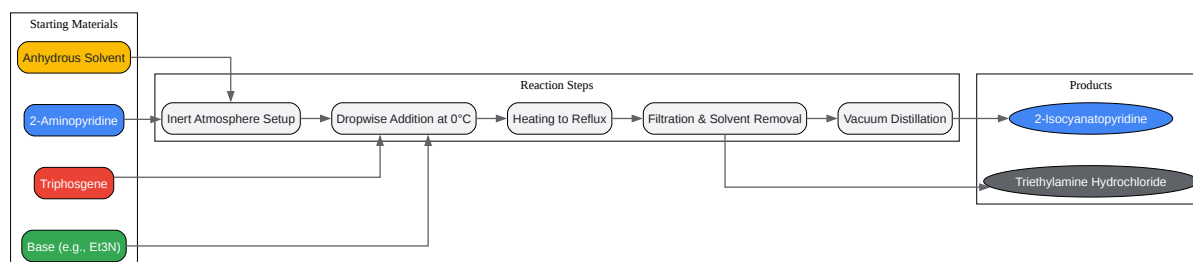 Starting Materials
Anhydrous Solvent
2-Aminopyridine
Triphosgene
Base (e.g., Et3N)
Reaction Steps
Inert Atmosphere Setup
Dropwise Addition at 0°C
Heating to Reflux
Filtration & Solvent Removal
Vacuum Distillation
Products
2-Isocyanatopyridine
Triethylamine Hydrochloride